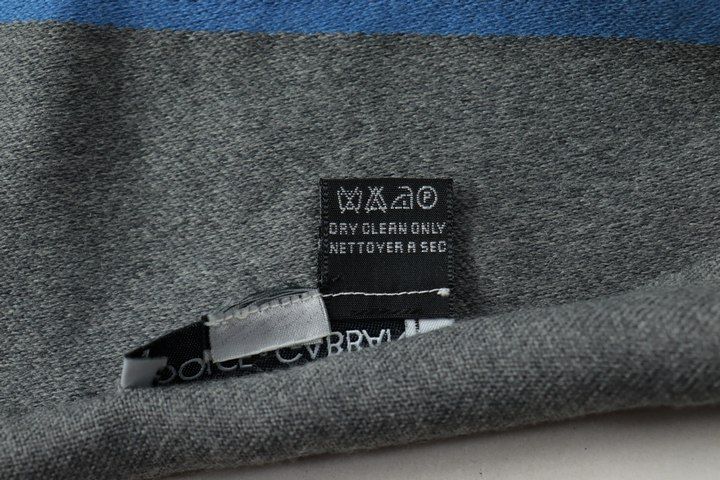 P
DRY CLEAN ONLY
NETTOYER A SEC